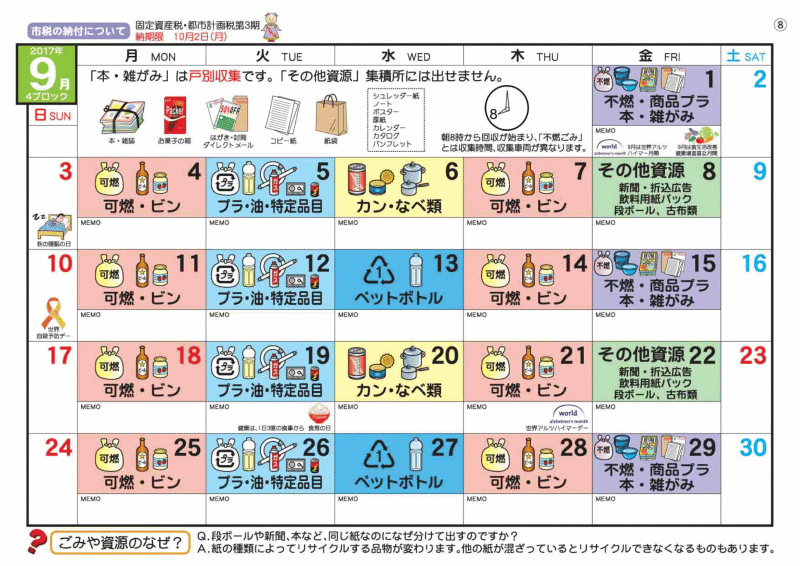 市税の納付について
固定資産税・都市計画税第3期
納期限 10月2日(月)
⑧
2017年
9月
4ブロック
日 SUN
月 MON
火 TUE
水 WED
木 THU
金 FRI
土 SAT
「本・雑がみ」は戸別収集です。「その他資源」集積所には出せません。
本・雑誌
Packer
お菓子の箱
50%OFF
はがき・封筒
ダイレクトメール
コピー紙
紙袋
シュレッダー紙
ノート
ポスター
厚紙
カレンダー
カタログ
パンフレット
8
朝8時から回収が始まり、「不燃ごみ」
とは収集時間、収集車両が異なります。
不燃
1
不燃・商品プラ
本・雑がみ
MEMO
world
alzheimer's month
9月は世界アルツ
ハイマー月間
9月は食生活改善
健康増進普及月間
2
3
秋の睡眠の日
可燃
4
可燃・ビン
MEMO
プラ
5
プラ・油・特定品目
MEMO
6
カン・なべ類
MEMO
可燃
7
可燃・ビン
MEMO
その他資源 8
新聞・折込広告
飲料用紙パック
段ボール、古布類
MEMO
9
10
世界
自殺予防デー
可燃
11
可燃・ビン
MEMO
プラ
12
プラ・油・特定品目
MEMO
1
13
ペットボトル
MEMO
可燃
14
可燃・ビン
MEMO
不燃
15
不燃・商品プラ
本・雑がみ
MEMO
16
17
可燃
18
可燃・ビン
MEMO
プラ
19
プラ・油・特定品目
MEMO
健康は、1日3度の食事から 食育の日
20
カン・なべ類
MEMO
可燃
21
可燃・ビン
MEMO
world
alzheimer's month
世界アルツハイマーデー
その他資源 22
新聞・折込広告
飲料用紙パック
段ボール、古布類
MEMO
23
24
可燃
25
可燃・ビン
MEMO
プラ
26
プラ・油・特定品目
MEMO
1
27
ペットボトル
MEMO
可燃
28
可燃・ビン
MEMO
不燃
29
不燃・商品プラ
本・雑がみ
MEMO
30
ごみや資源のなぜ?
Q.段ボールや新聞、本など、同じ紙なのになぜ分けて出すのですか?
A.紙の種類によってリサイクルする品物が変わります。他の紙が混ざっているとリサイクルできなくなるものもあります。